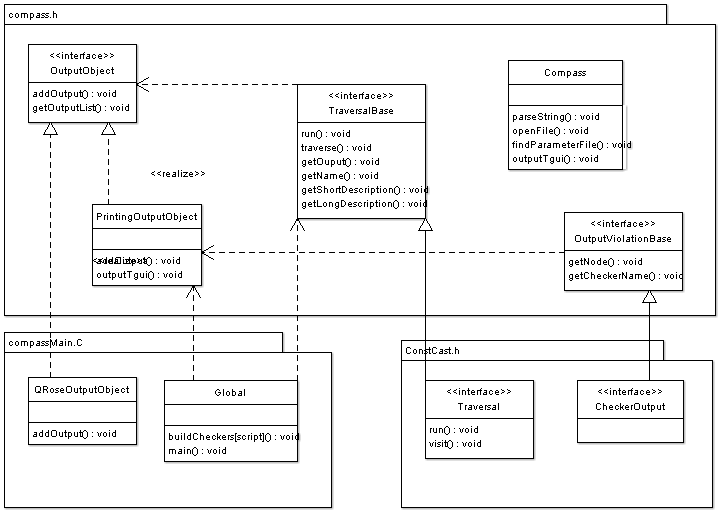 compass.h
<<interface>>
OutputObject
addOutput() : void
getOutputList() : void
<<interface>>
TraversalBase
run() : void
traverse() : void
getOuput() : void
getName() : void
getShortDescription() : void
getLongDescription() : void
Compass
parseString() : void
openFile() : void
findParameterFile() : void
outputTgui() : void
<<realize>>
PrintingOutputObject
<<realize>>
outputTgui() : void
<<interface>>
OutputViolationBase
getNode() : void
getCheckerName() : void
compassMain.C
QRoseOutputObject
addOutput() : void
Global
buildCheckers[script]() : void
main() : void
ConstCast.h
<<interface>>
Traversal
run() : void
visit() : void
<<interface>>
CheckerOutput